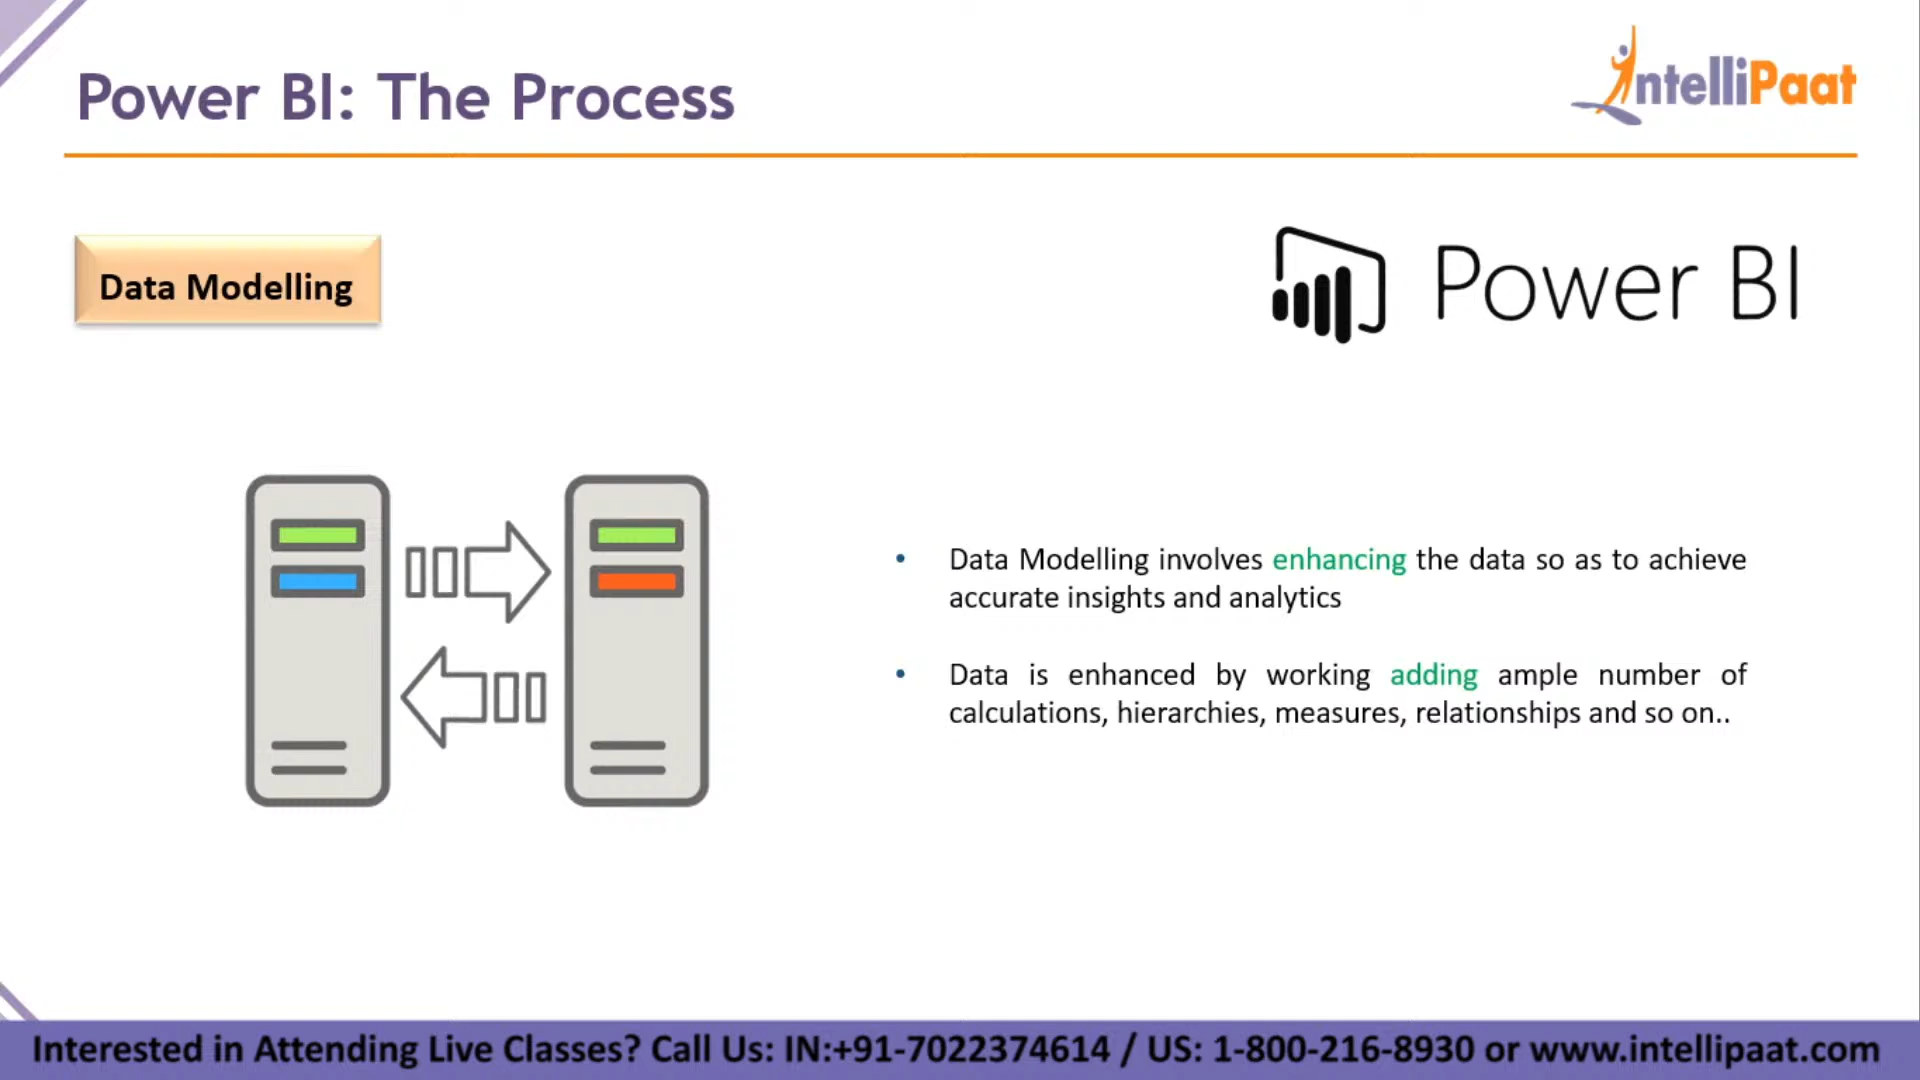 Power BI: The Process
IntelliPaat
Data Modelling
Power BI
• Data Modelling involves enhancing the data so as to achieve
accurate insights and analytics
• Data is enhanced by working adding ample number of
calculations, hierarchies, measures, relationships and so on..
Interested in Attending Live Classes? Call Us: IN:+91-7022374614 / US: 1-800-216-8930 or www.intellipaat.com